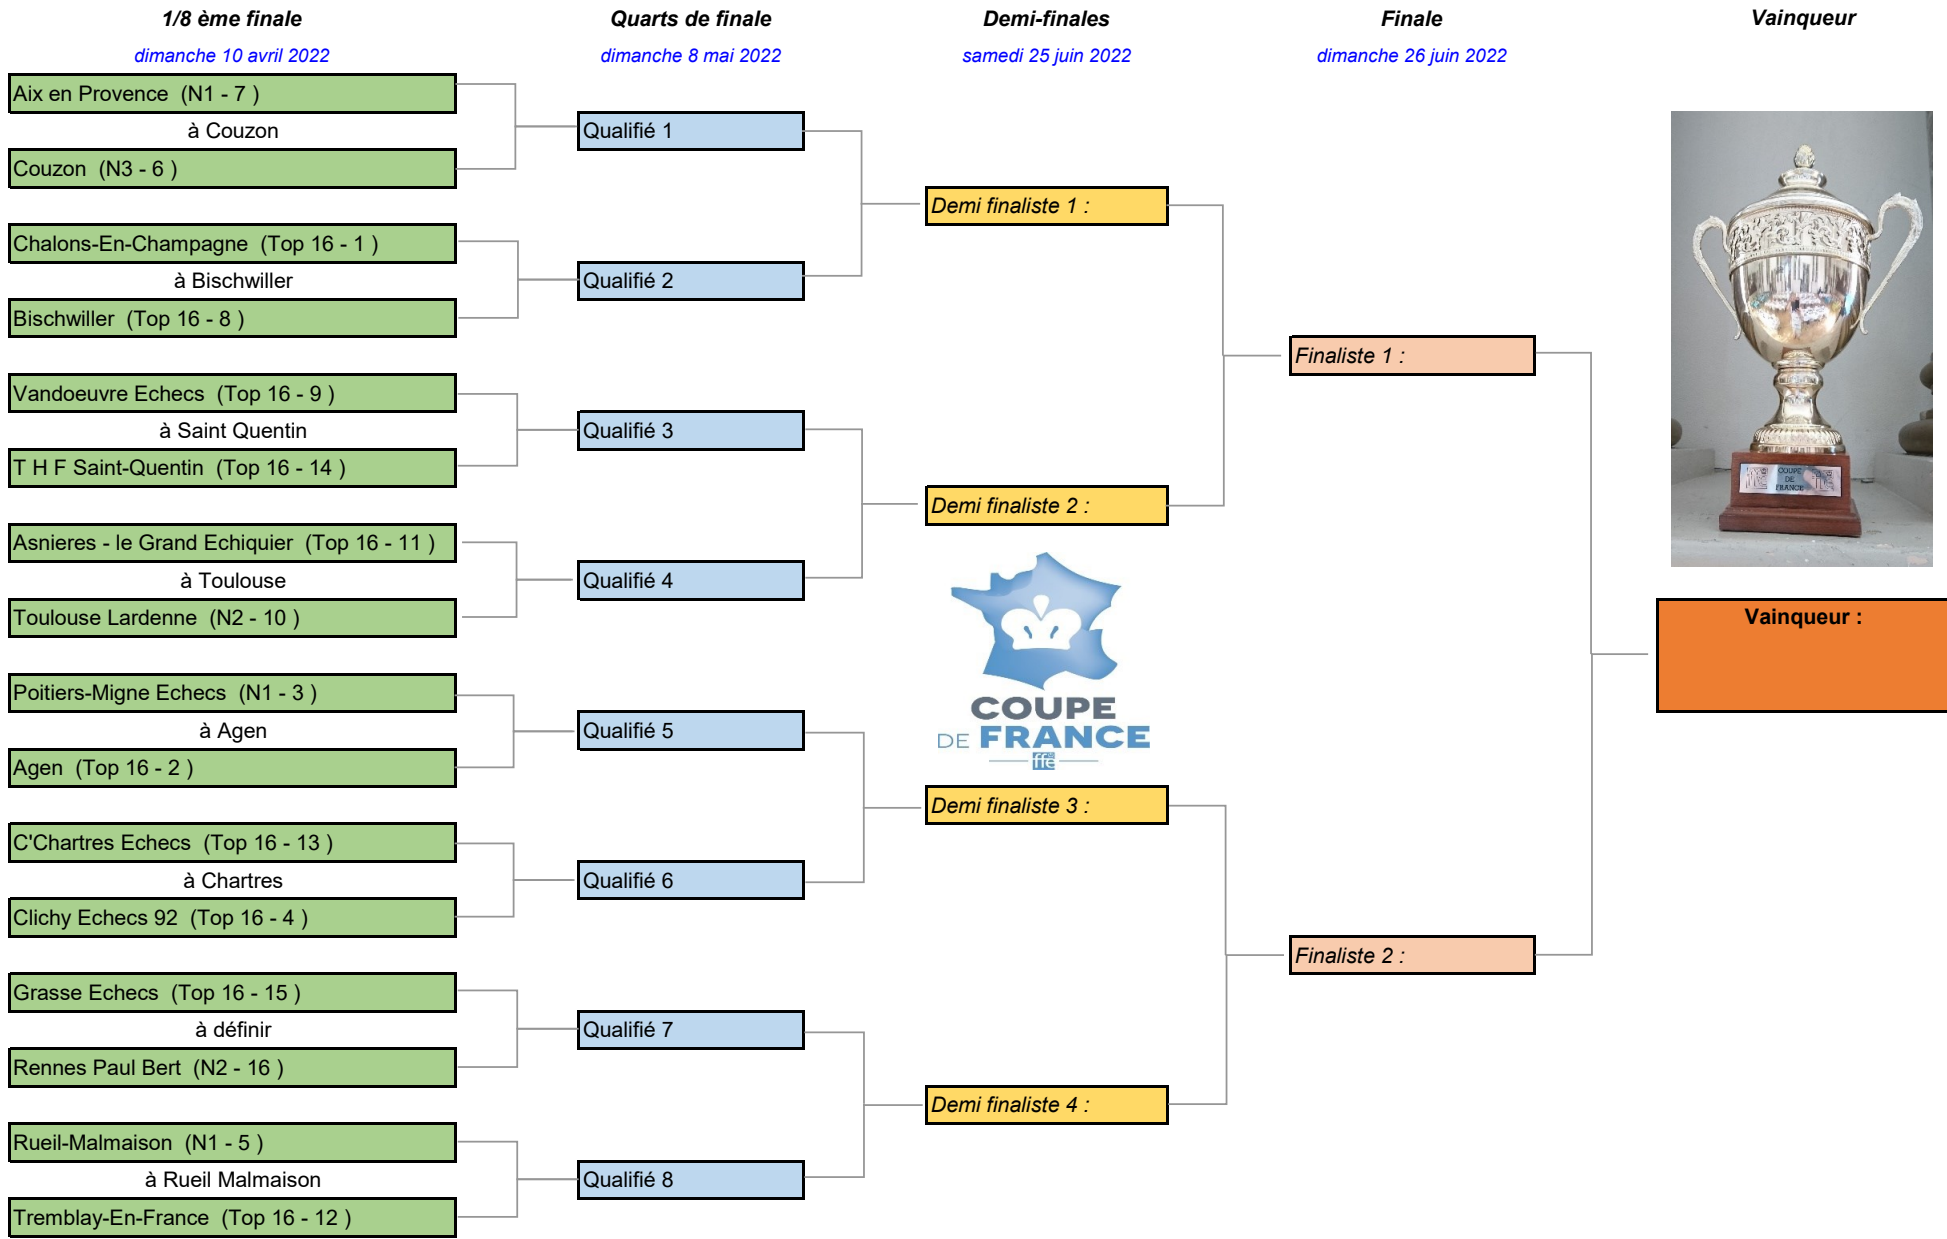 1/8 ème finale
dimanche 10 avril 2022
Aix en Provence (N1 - 7 )
à Couzon
Couzon (N3 - 6 )
Chalons-En-Champagne (Top 16 - 1 )
à Bischwiller
Bischwiller (Top 16 - 8 )
Vandoeuvre Echecs (Top 16 - 9 )
à Saint Quentin
T H F Saint-Quentin (Top 16 - 14 )
Asnieres - le Grand Echiquier (Top 16 - 11 )
à Toulouse
Toulouse Lardenne (N2 - 10 )
Poitiers-Migne Echecs (N1 - 3 )
à Agen
Agen (Top 16 - 2 )
C'Chartres Echecs (Top 16 - 13 )
à Chartres
Clichy Echecs 92 (Top 16 - 4 )
Grasse Echecs (Top 16 - 15 )
à définir
Rennes Paul Bert (N2 - 16 )
Rueil-Malmaison (N1 - 5 )
à Rueil Malmaison
Tremblay-En-France (Top 16 - 12 )
Quarts de finale
dimanche 8 mai 2022
Qualifié 1
Qualifié 2
Qualifié 3
Qualifié 4
Qualifié 5
Qualifié 6
Qualifié 7
Qualifié 8
Demi-finales
samedi 25 juin 2022
Demi finaliste 1 :
Demi finaliste 2 :
COUPE
DE FRANCE
ffe
Demi finaliste 3 :
Demi finaliste 4 :
Finale
dimanche 26 juin 2022
Finaliste 1 :
Finaliste 2 :
Vainqueur
COUPE
DE
FRANCE
Vainqueur :